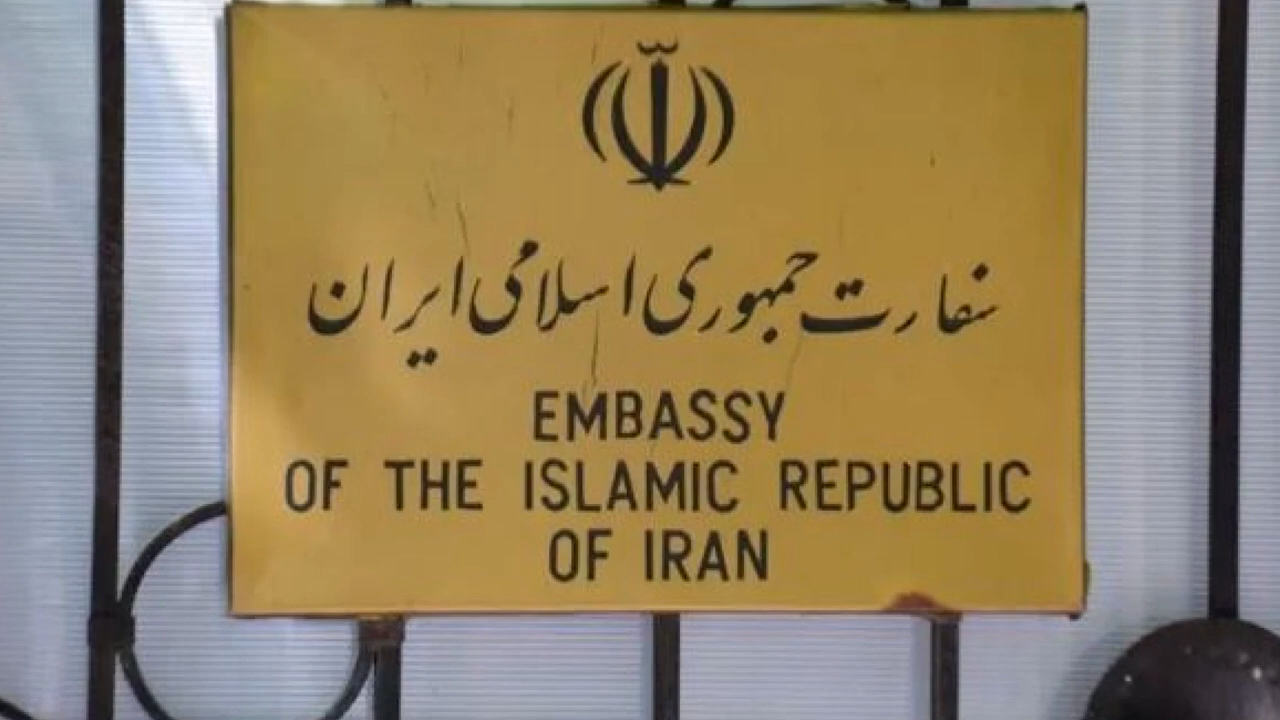 سفارت جمهوری اسلامی ایران
EMBASSY
OF THE ISLAMIC REPUBLIC
OF IRAN